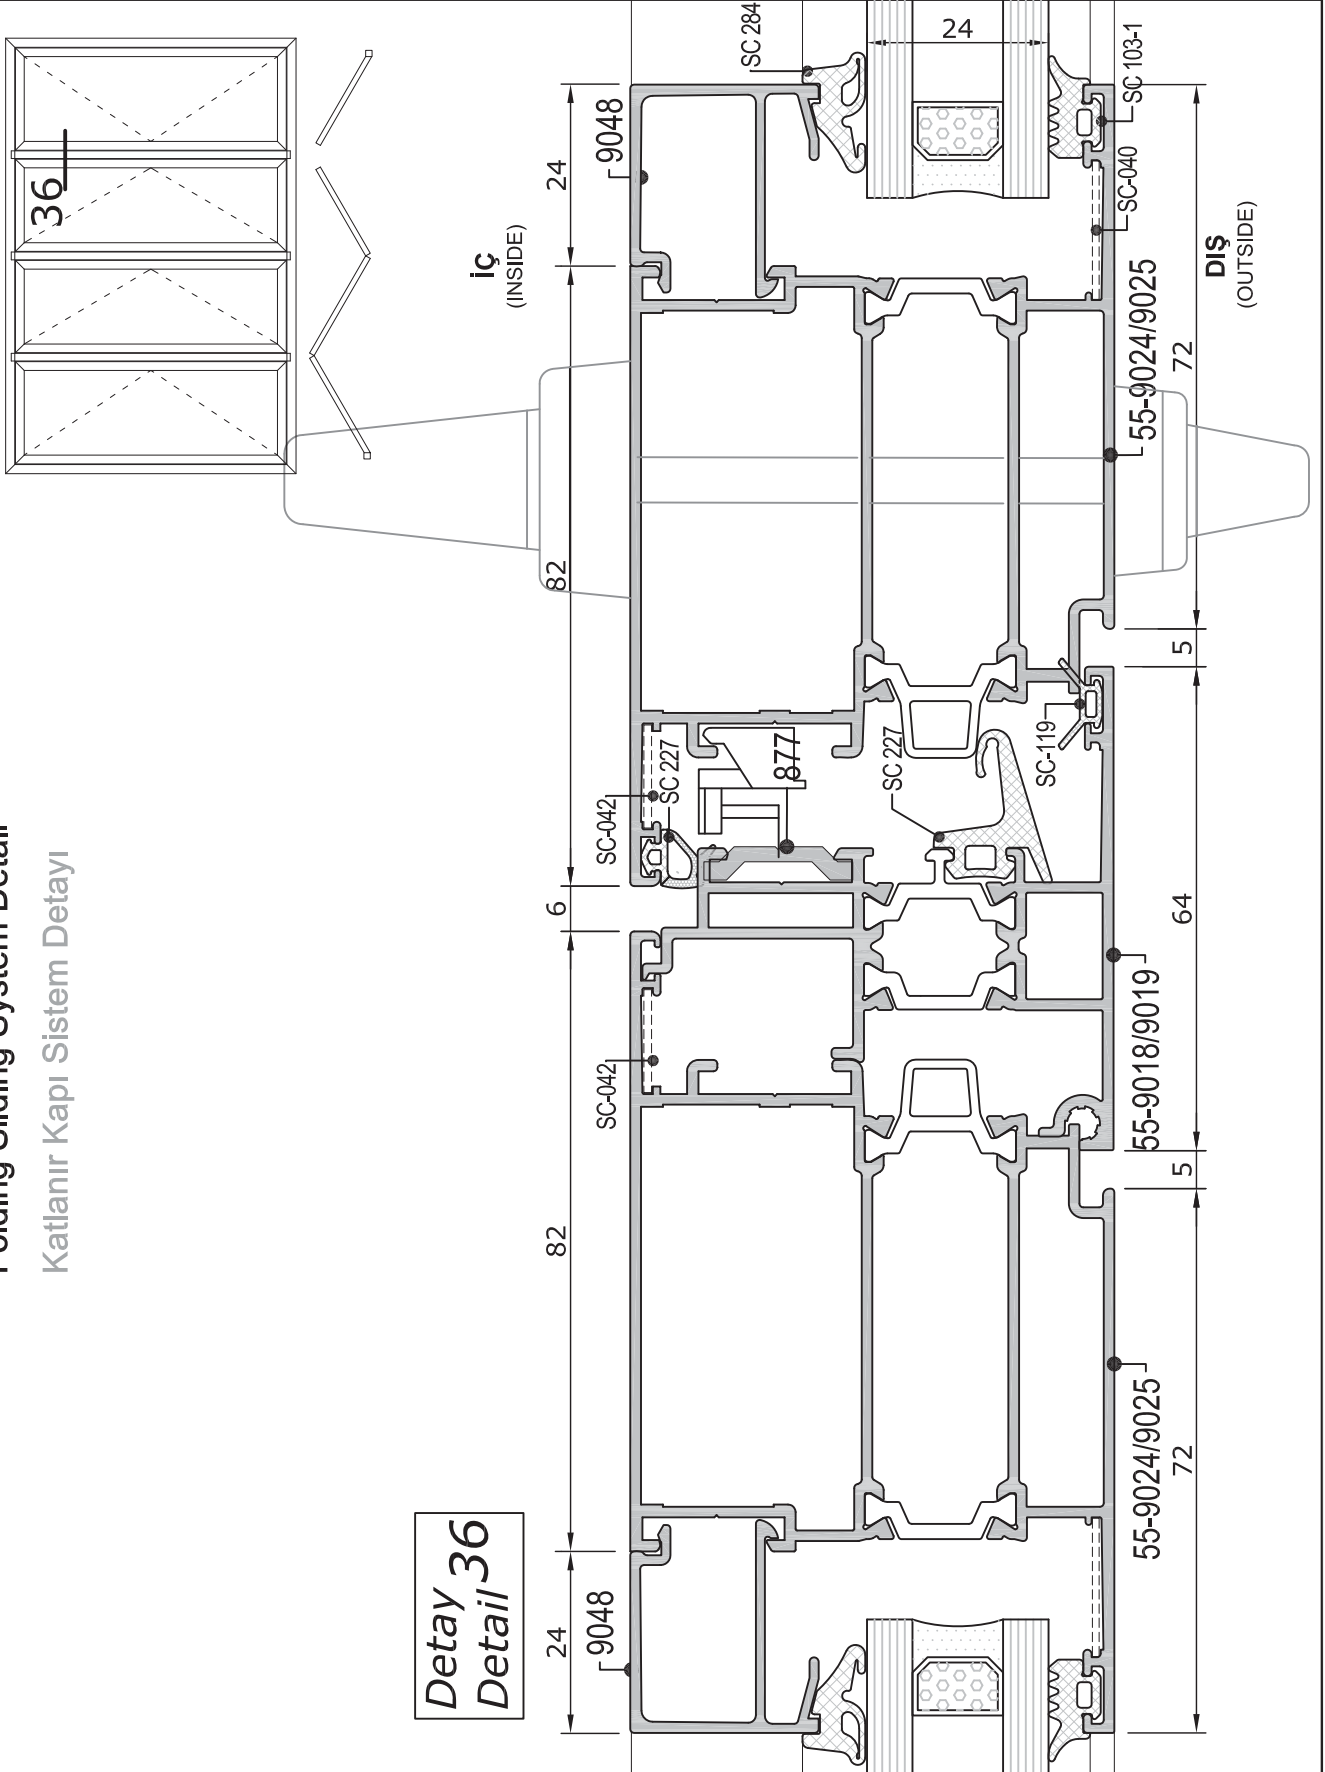 Folding Sliding System Detail
Katlanır Kapı Sistem Detayı
36
Detay
Detail 36
İÇ
(INSIDE)
DIŞ
(OUTSIDE)
24
82
6
82
24
9048
9048
SC-042
SC-042
SC 227
877
SC 227
SC-119
SC 284
24
SC 103-1
SC-040
55-9024/9025
55-9018/9019
55-9024/9025
72
5
64
5
72